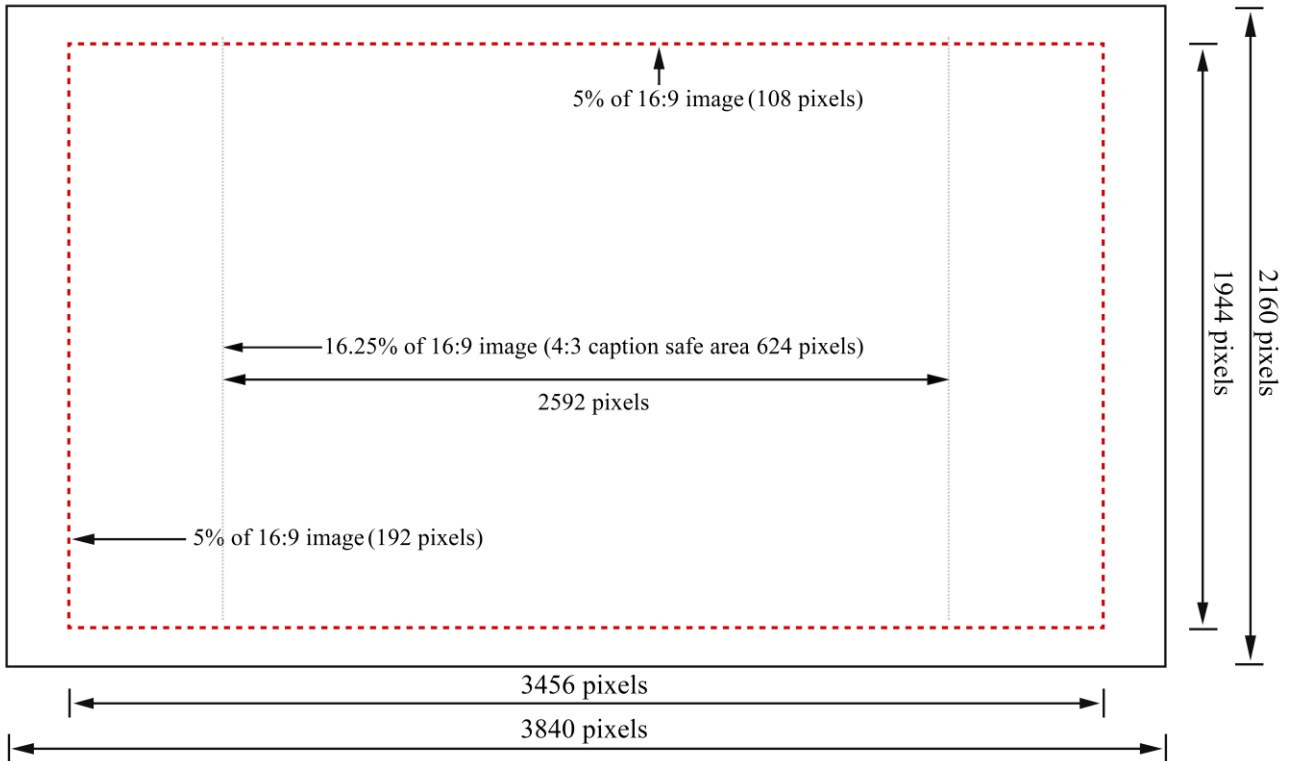 5% of 16:9 image (108 pixels)
16.25% of 16:9 image (4:3 caption safe area 624 pixels)
2592 pixels
5% of 16:9 image (192 pixels)
1944 pixels
2160 pixels
3456 pixels
3840 pixels